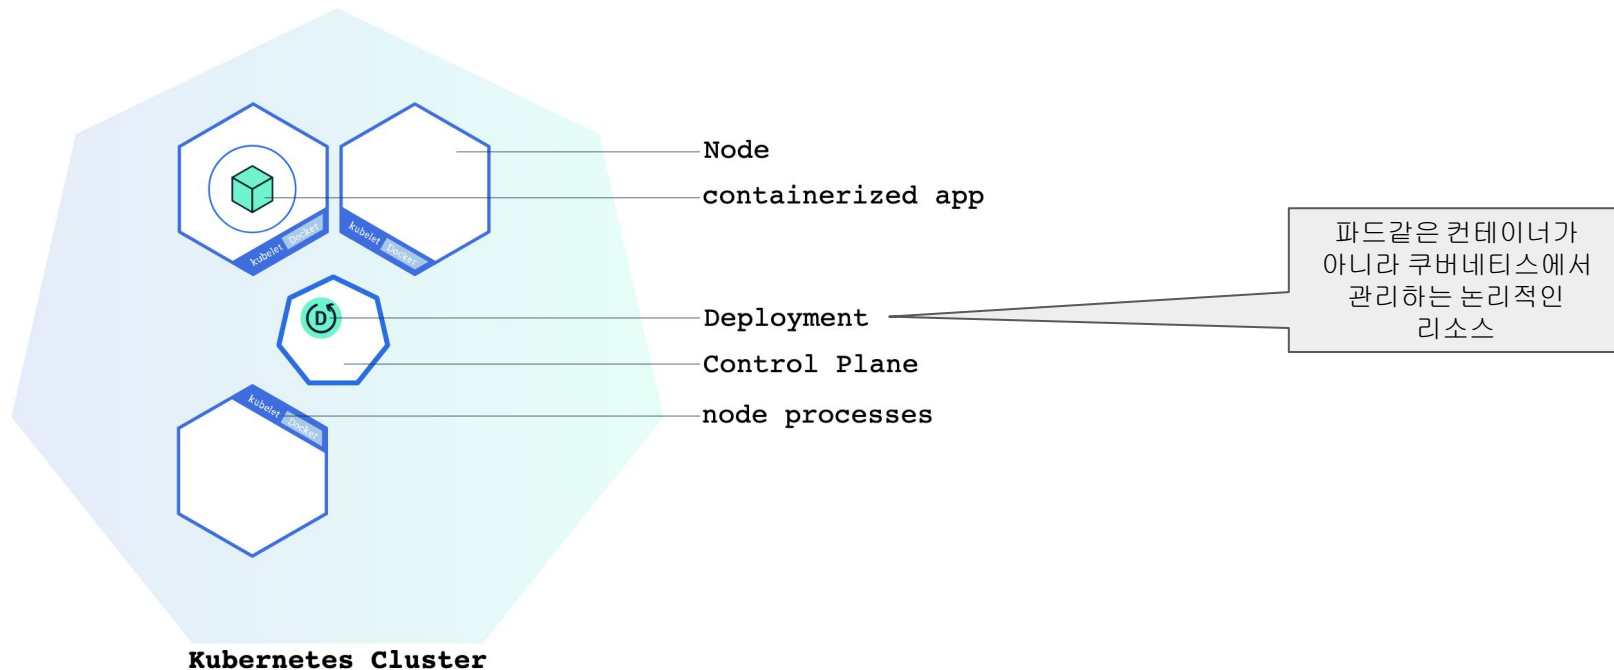 kubelet Docker
kubelet Docker
Node
containerized app
파드같은 컨테이너가
아니라 쿠버네티스에서
관리하는 논리적인
리소스
D
Deployment
Control Plane
kubelet Docker
node processes
Kubernetes Cluster